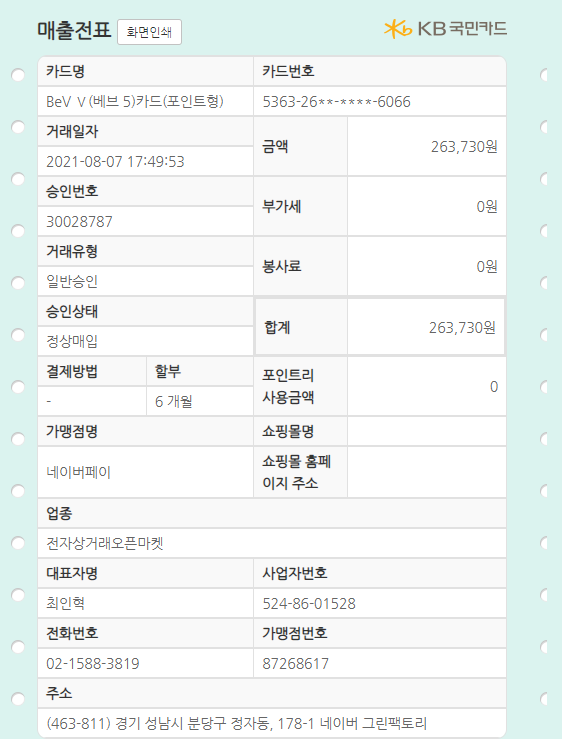 매출전표 화면인쇄 KB국민카드
카드명 카드번호
BeV Ⅴ(베브 5)카드(포인트형) 5363-26**-****-6066
거래일자
2021-08-07 17:49:53
금액 263,730원
승인번호
30028787
부가세 0원
거래유형
일반승인
봉사료 0원
승인상태
정상매입
합계 263,730원
결제방법 할부
- 6 개월
포인트리
사용금액
0
가맹점명 쇼핑몰명
네이버페이
쇼핑몰 홈페
이지 주소
업종
전자상거래오픈마켓
대표자명 사업자번호
최인혁 524-86-01528
전화번호 가맹점번호
02-1588-3819 87268617
주소
(463-811) 경기 성남시 분당구 정자동, 178-1 네이버 그린팩토리